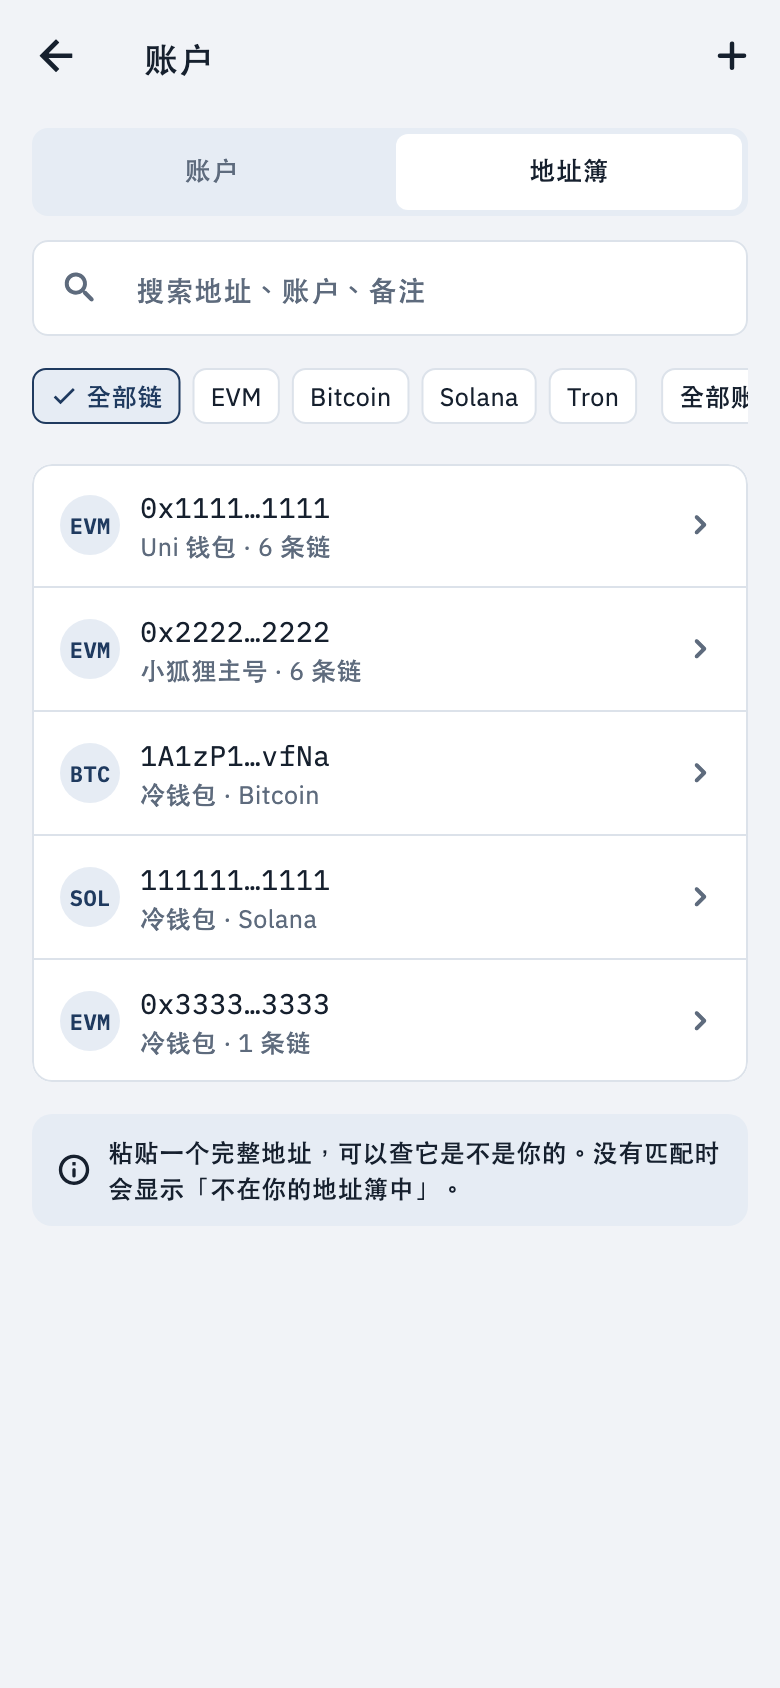 账户
账户
地址簿
搜索地址、账户、备注
全部链
EVM
Bitcoin
Solana
Tron
全部账
EVM
0x1111…1111
Uni 钱包 · 6 条链
EVM
0x2222…2222
小狐狸主号 · 6 条链
BTC
1A1zP1…vfNa
冷钱包 · Bitcoin
SOL
111111…1111
冷钱包 · Solana
EVM
0x3333…3333
冷钱包 · 1 条链
粘贴一个完整地址，可以查它是不是你的。没有匹配时
会显示「不在你的地址簿中」。